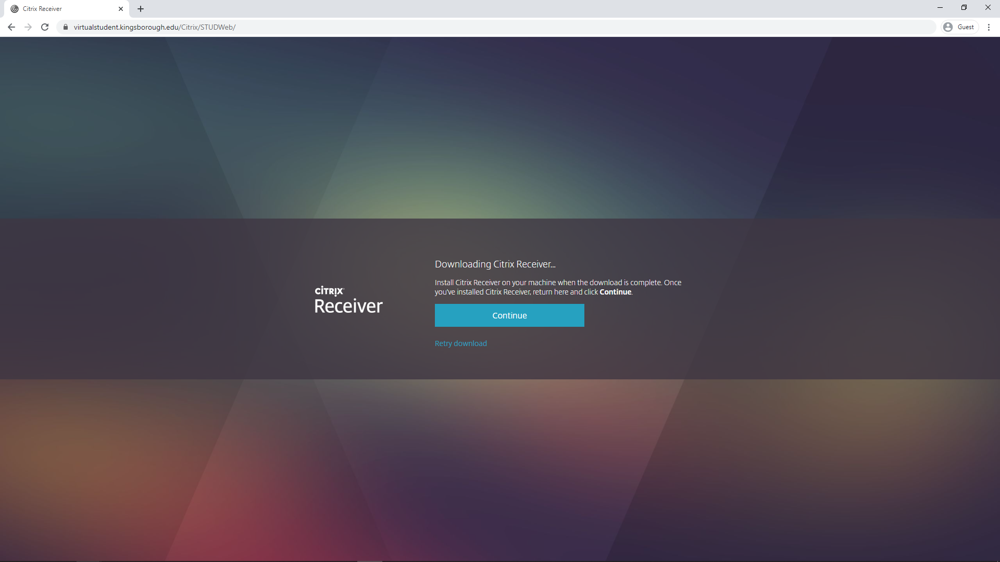 Citrix Receiver
virtualstudent.kingsborough.edu/Citrix/STUDWeb/
Guest
Downloading Citrix Receiver...
Install Citrix Receiver on your machine when the download is complete. Once
you've installed Citrix Receiver, return here and click Continue.
CITRIX
Receiver
Continue
Retry download